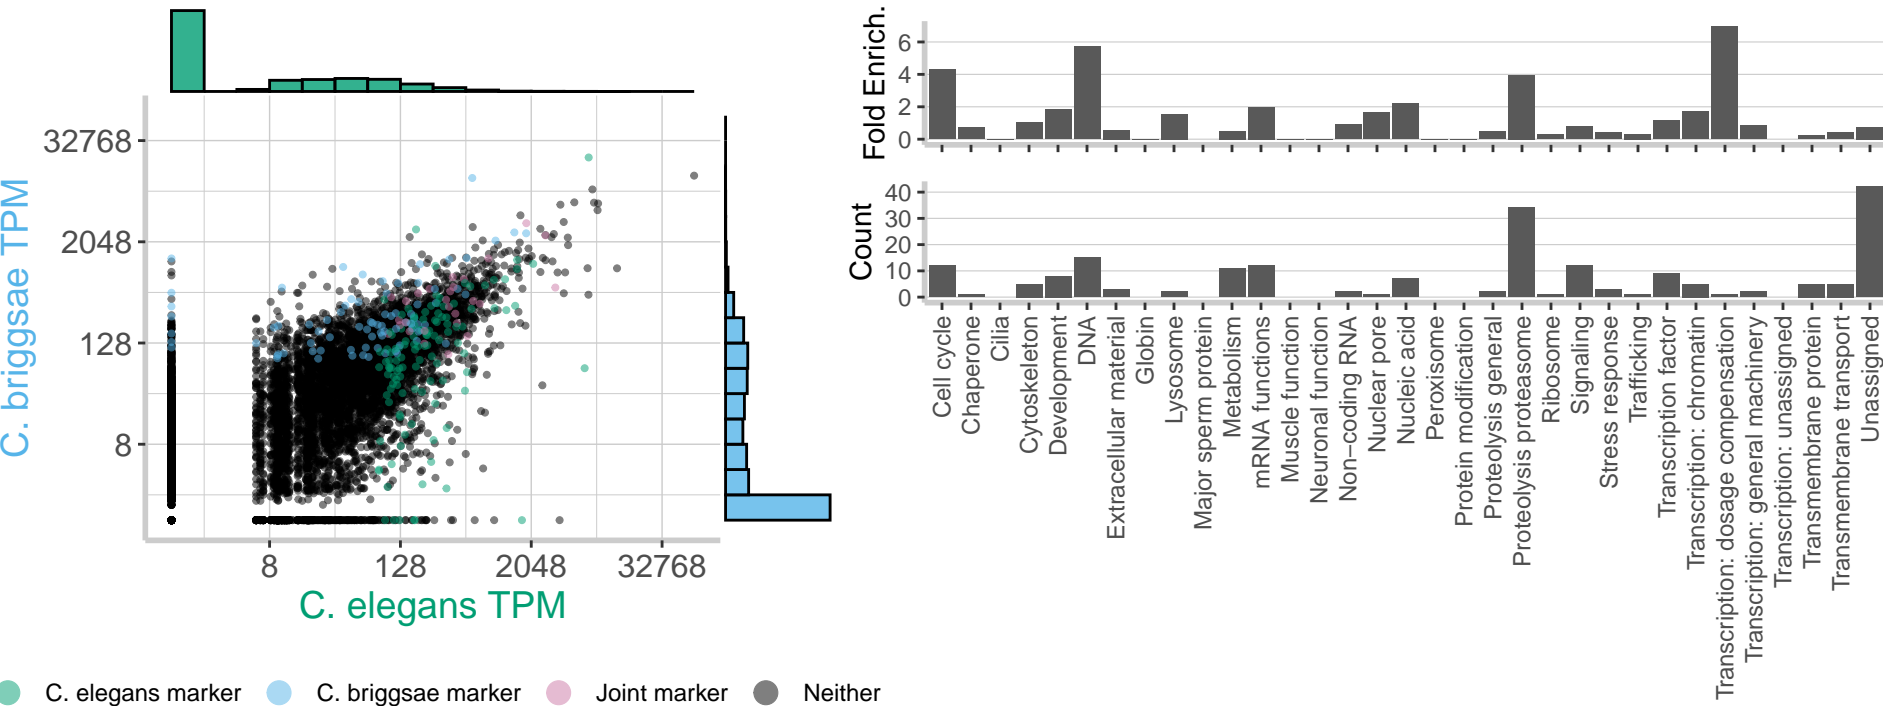 32768
2048
128
8
C. briggsae TPM
8
128
2048
32768
C. elegans TPM
C. elegans marker
C. briggsae marker
Joint marker
Neither
Fold Enrich.
6
4
2
0
Count
40
30
20
10
0
Cell cycle
Chaperone
Cilia
Cytoskeleton
Development
DNA
Extracellular material
Globin
Lysosome
Major sperm protein
Metabolism
mRNA functions
Muscle function
Neuronal function
Non−coding RNA
Nuclear pore
Nucleic acid
Peroxisome
Protein modification
Proteolysis general
Proteolysis proteasome
Ribosome
Signaling
Stress response
Trafficking
Transcription factor
Transcription: chromatin
Transcription: dosage compensation
Transcription: general machinery
Transcription: unassigned
Transmembrane protein
Transmembrane transport
Unassigned